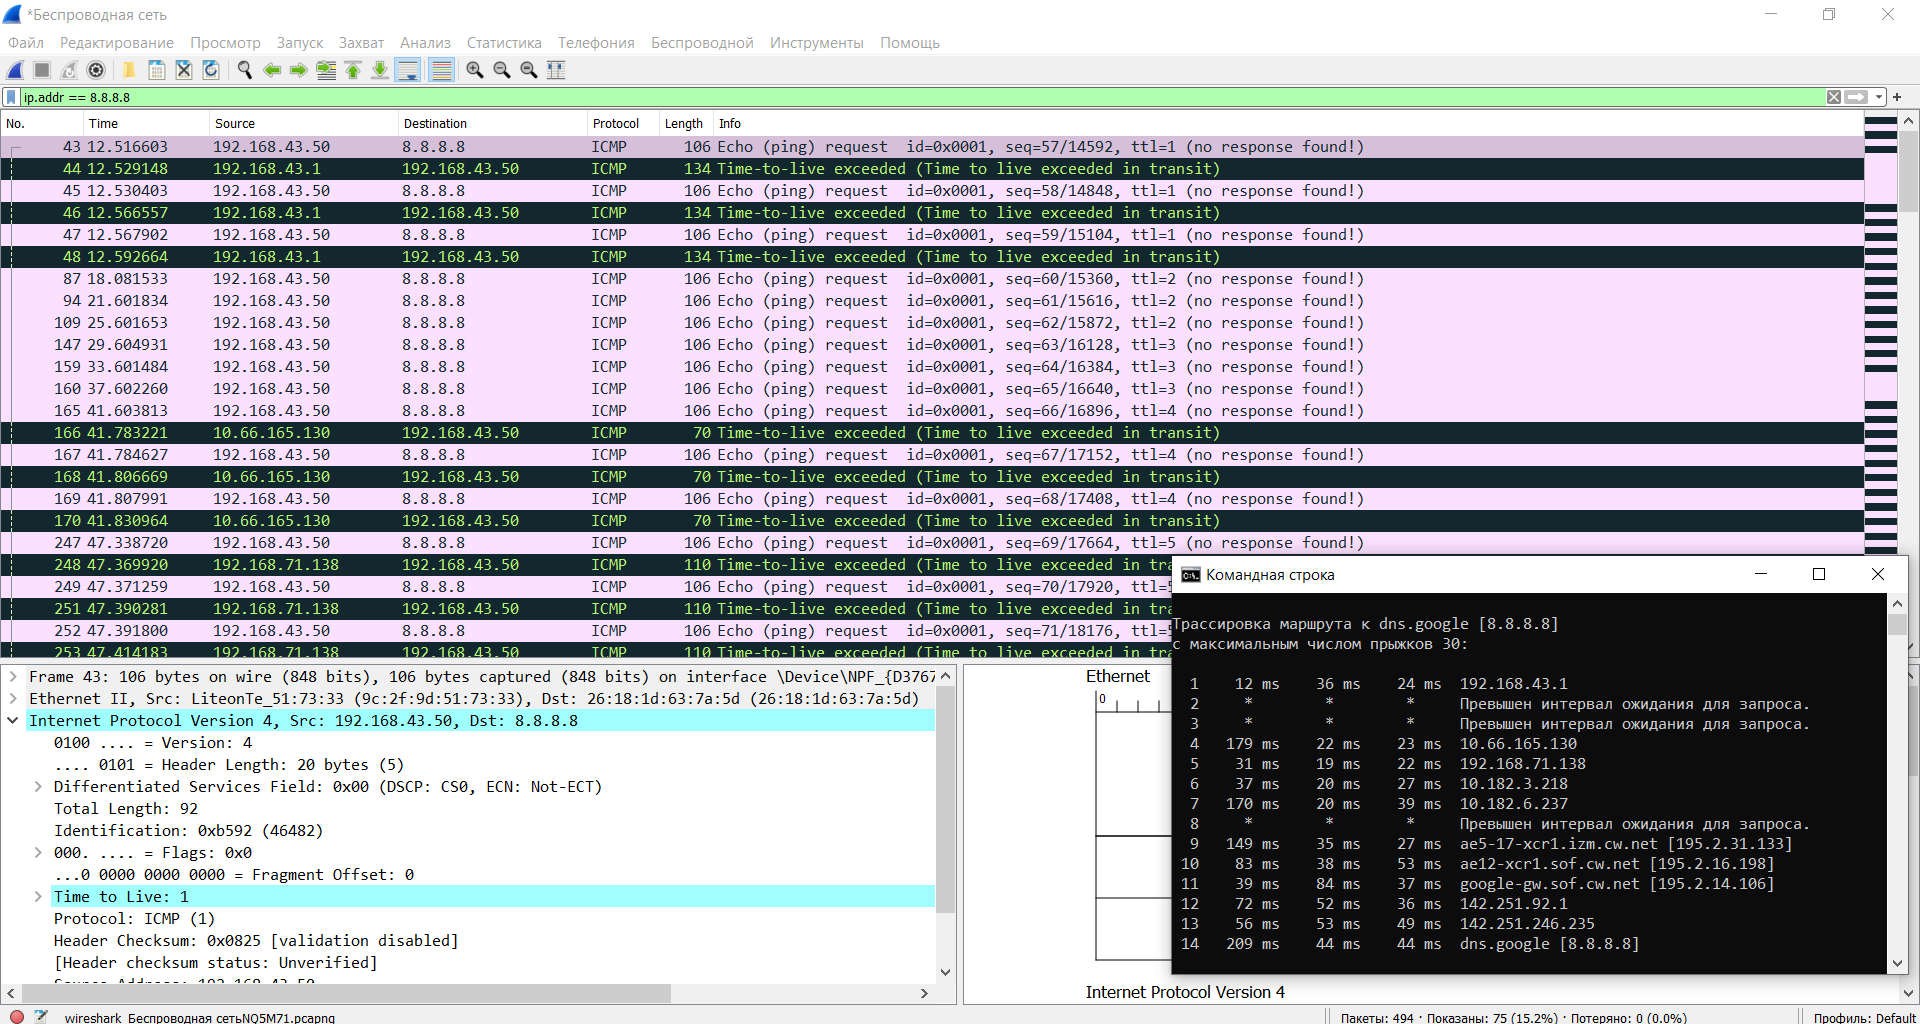 *Беспроводная сеть
Файл Редактирование Просмотр Запуск Захват Анализ Статистика Телефония Беспроводной Инструменты Помощь
ip.addr == 8.8.8.8
No. Time Source Destination Protocol Length Info
43 12.516603 192.168.43.50 8.8.8.8 ICMP 106 Echo (ping) request id=0x0001, seq=57/14592, ttl=1 (no response found!)
44 12.529148 192.168.43.1 192.168.43.50 ICMP 134 Time-to-live exceeded (Time to live exceeded in transit)
45 12.530403 192.168.43.50 8.8.8.8 ICMP 106 Echo (ping) request id=0x0001, seq=58/14848, ttl=1 (no response found!)
46 12.566557 192.168.43.1 192.168.43.50 ICMP 134 Time-to-live exceeded (Time to live exceeded in transit)
47 12.567902 192.168.43.50 8.8.8.8 ICMP 106 Echo (ping) request id=0x0001, seq=59/15104, ttl=1 (no response found!)
48 12.592664 192.168.43.1 192.168.43.50 ICMP 134 Time-to-live exceeded (Time to live exceeded in transit)
87 18.081533 192.168.43.50 8.8.8.8 ICMP 106 Echo (ping) request id=0x0001, seq=60/15360, ttl=2 (no response found!)
94 21.601834 192.168.43.50 8.8.8.8 ICMP 106 Echo (ping) request id=0x0001, seq=61/15616, ttl=2 (no response found!)
109 25.601653 192.168.43.50 8.8.8.8 ICMP 106 Echo (ping) request id=0x0001, seq=62/15872, ttl=2 (no response found!)
147 29.604931 192.168.43.50 8.8.8.8 ICMP 106 Echo (ping) request id=0x0001, seq=63/16128, ttl=3 (no response found!)
159 33.601484 192.168.43.50 8.8.8.8 ICMP 106 Echo (ping) request id=0x0001, seq=64/16384, ttl=3 (no response found!)
160 37.602260 192.168.43.50 8.8.8.8 ICMP 106 Echo (ping) request id=0x0001, seq=65/16640, ttl=3 (no response found!)
165 41.603813 192.168.43.50 8.8.8.8 ICMP 106 Echo (ping) request id=0x0001, seq=66/16896, ttl=4 (no response found!)
166 41.783221 10.66.165.130 192.168.43.50 ICMP 70 Time-to-live exceeded (Time to live exceeded in transit)
167 41.784627 192.168.43.50 8.8.8.8 ICMP 106 Echo (ping) request id=0x0001, seq=67/17152, ttl=4 (no response found!)
168 41.806669 10.66.165.130 192.168.43.50 ICMP 70 Time-to-live exceeded (Time to live exceeded in transit)
169 41.807991 192.168.43.50 8.8.8.8 ICMP 106 Echo (ping) request id=0x0001, seq=68/17408, ttl=4 (no response found!)
170 41.830964 10.66.165.130 192.168.43.50 ICMP 70 Time-to-live exceeded (Time to live exceeded in transit)
247 47.338720 192.168.43.50 8.8.8.8 ICMP 106 Echo (ping) request id=0x0001, seq=69/17664, ttl=5 (no response found!)
248 47.369920 192.168.71.138 192.168.43.50 ICMP 110 Time-to-live exceeded (Time to live exceeded in tra
249 47.371259 192.168.43.50 8.8.8.8 ICMP 106 Echo (ping) request id=0x0001, seq=70/17920, ttl=5
251 47.390281 192.168.71.138 192.168.43.50 ICMP 110 Time-to-live exceeded (Time to live exceeded in tra
252 47.391800 192.168.43.50 8.8.8.8 ICMP 106 Echo (ping) request id=0x0001, seq=71/18176, ttl=5
253 47.414183 192.168.71.138 192.168.43.50 ICMP 110 Time-to-live exceeded (Time to live exceeded in tra
Frame 43: 106 bytes on wire (848 bits), 106 bytes captured (848 bits) on interface \Device\NPF_{D3767
Ethernet II, Src: LiteonTe_51:73:33 (9c:2f:9d:51:73:33), Dst: 26:18:1d:63:7a:5d (26:18:1d:63:7a:5d)
Internet Protocol Version 4, Src: 192.168.43.50, Dst: 8.8.8.8
0100 .... = Version: 4
.... 0101 = Header Length: 20 bytes (5)
Differentiated Services Field: 0x00 (DSCP: CS0, ECN: Not-ECT)
Total Length: 92
Identification: 0xb592 (46482)
000. .... = Flags: 0x0
...0 0000 0000 0000 = Fragment Offset: 0
Time to Live: 1
Protocol: ICMP (1)
Header Checksum: 0x0825 [validation disabled]
[Header checksum status: Unverified]
Source Address: 192.168.43.50
Ethernet
0
Internet Protocol Version 4
Командная строка
Трассировка маршрута к dns.google [8.8.8.8]
с максимальным числом прыжков 30:
1 12 ms 36 ms 24 ms 192.168.43.1
2 * * * Превышен интервал ожидания для запроса.
3 * * * Превышен интервал ожидания для запроса.
4 179 ms 22 ms 23 ms 10.66.165.130
5 31 ms 19 ms 22 ms 192.168.71.138
6 37 ms 20 ms 27 ms 10.182.3.218
7 170 ms 20 ms 39 ms 10.182.6.237
8 * * * Превышен интервал ожидания для запроса.
9 149 ms 35 ms 27 ms ae5-17-xcr1.izm.cw.net [195.2.31.133]
10 83 ms 38 ms 53 ms ae12-xcr1.sof.cw.net [195.2.16.198]
11 39 ms 84 ms 37 ms google-gw.sof.cw.net [195.2.14.106]
12 72 ms 52 ms 36 ms 142.251.92.1
13 56 ms 53 ms 49 ms 142.251.246.235
14 209 ms 44 ms 44 ms dns.google [8.8.8.8]
wireshark_Беспроводная сетьNQ5M71.pcapng
Пакеты: 494 · Показаны: 75 (15.2%) · Потеряно: 0 (0.0%)
Профиль: Default